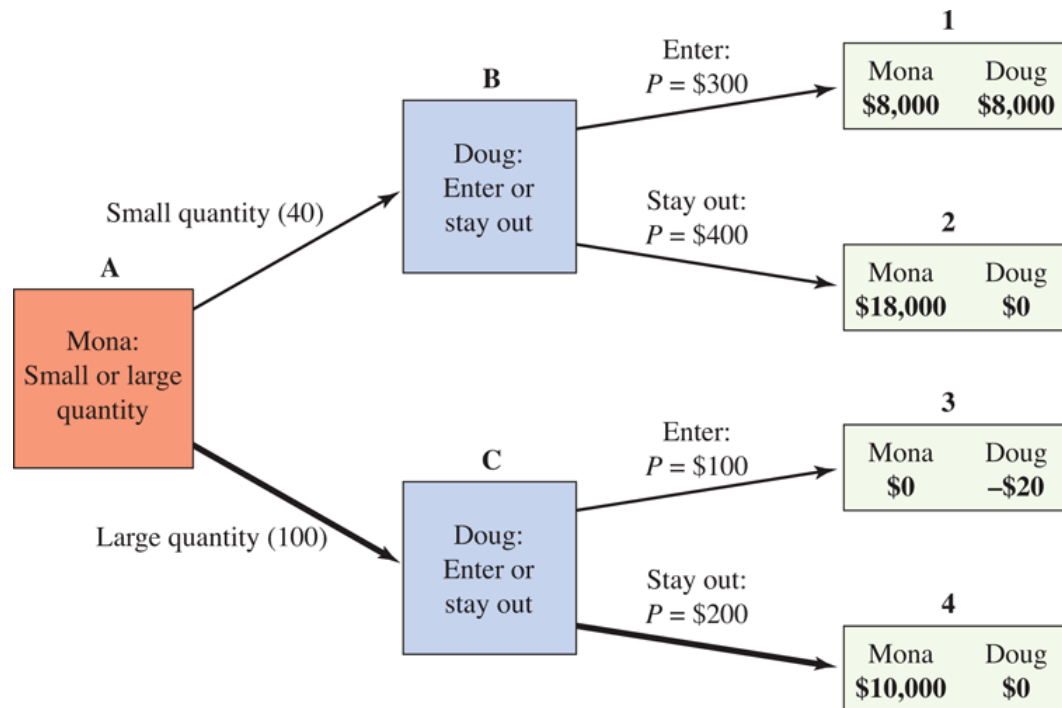 A
Mona:
Small or large
quantity
Small quantity (40)
Large quantity (100)
B
Doug:
Enter or
stay out
C
Doug:
Enter or
stay out
Enter:
P = $300
Stay out:
P = $400
Enter:
P = $100
Stay out:
P = $200
1
Mona Doug
$8,000 $8,000
2
Mona Doug
$18,000 $0
3
Mona Doug
$0 –$20
4
Mona Doug
$10,000 $0